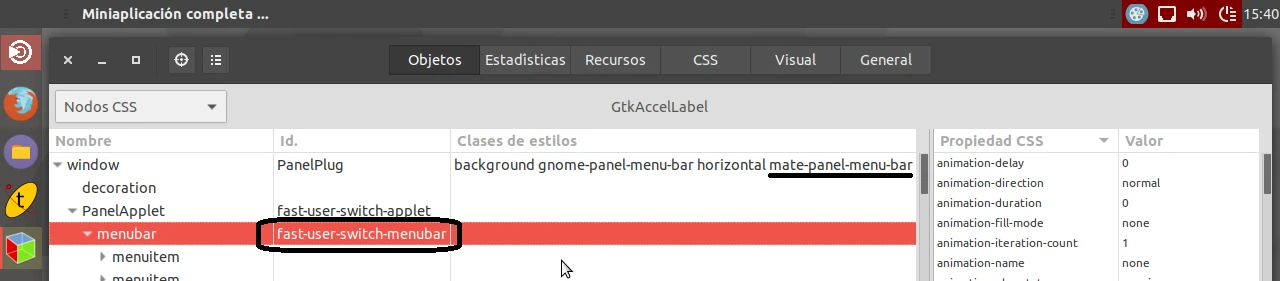 Miniaplicación completa ... 15:40
Objetos Estadísticas Recursos CSS Visual General
Nodos CSS GtkAccelLabel
Nombre Id. Clases de estilos Propiedad CSS Valor
window PanelPlug background gnome-panel-menu-bar horizontal mate-panel-menu-bar animation-delay 0
decoration animation-direction normal
PanelApplet fast-user-switch-applet animation-duration 0
animation-fill-mode none
menubar fast-user-switch-menubar animation-iteration-count 1
menuitem animation-name none
menuitem